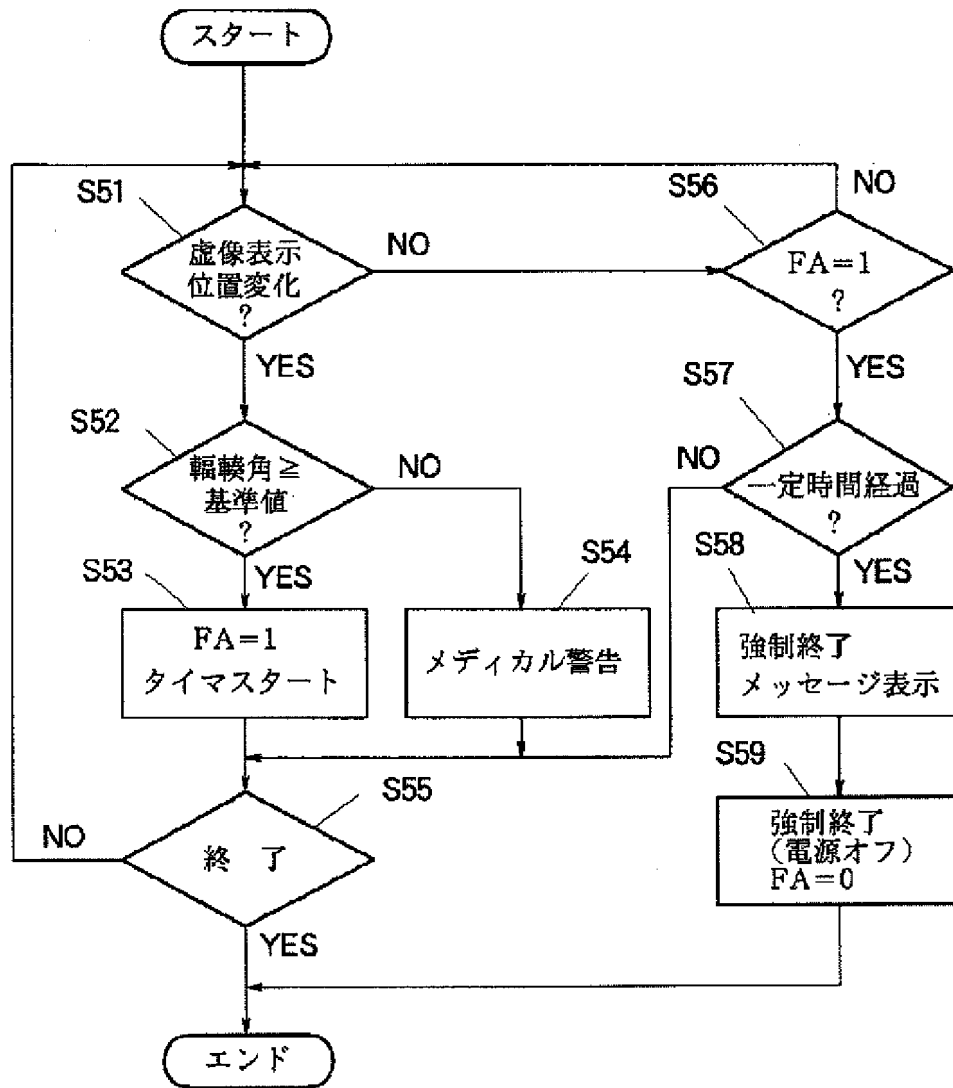 スタート
S51
虚像表示
位置変化
?
NO
YES
S56
FA=1
?
NO
YES
S52
輻輳角≧
基準値
?
NO
YES
S57
一定時間経過
?
NO
YES
S53
FA=1
タイマスタート
S54
メディカル警告
S58
強制終了
メッセージ表示
S55
終 了
NO
YES
S59
強制終了
(電源オフ)
FA=0
エンド